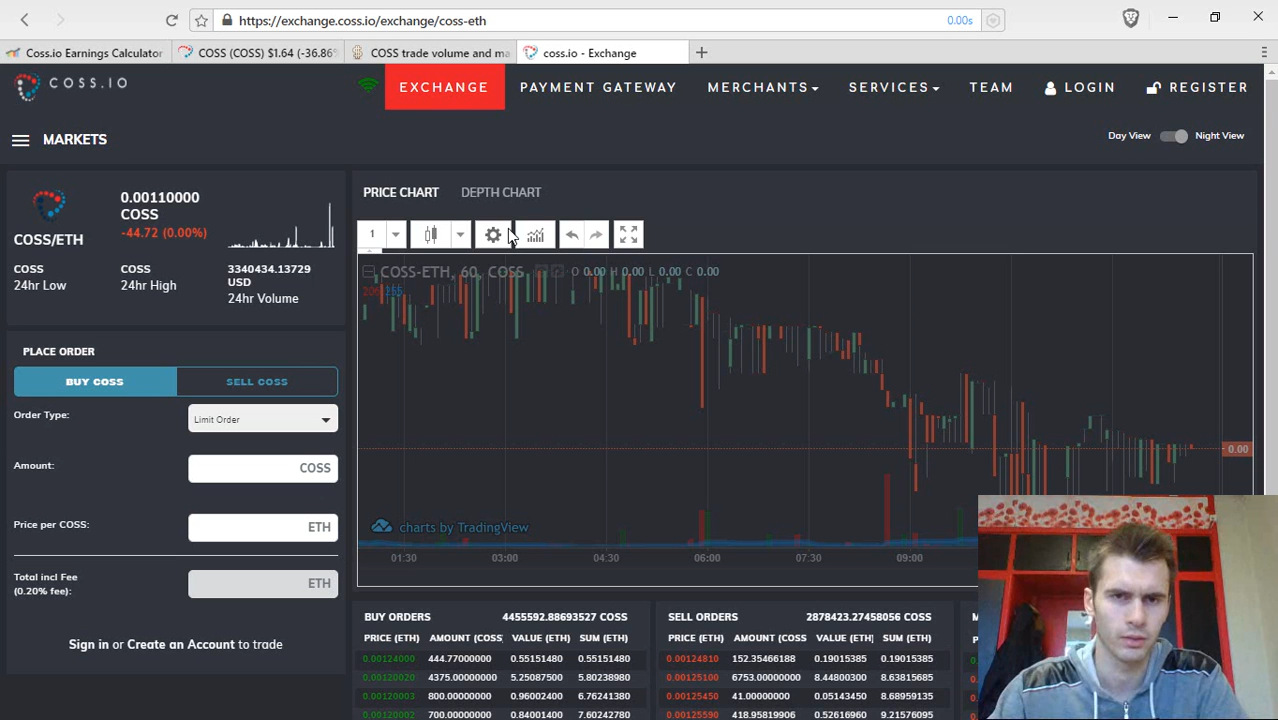 https://exchange.coss.io/exchange/coss-eth
0.00s
Coss.io Earnings Calculator
COSS (COSS) $1.64 (-36.86%
COSS trade volume and ma
coss.io - Exchange
COSS.IO
EXCHANGE
PAYMENT GATEWAY
MERCHANTS
SERVICES
TEAM
LOGIN
REGISTER
MARKETS
Day View
Night View
COSS/ETH
0.00110000
COSS
-44.72 (0.00%)
COSS
24hr Low
COSS
24hr High
3340434.13729
USD
24hr Volume
PRICE CHART
DEPTH CHART
1
COSS-ETH, 60, COSS
O 0.00 H 0.00 L 0.00 C 0.00
0.00
charts by TradingView
01:30 03:00 04:30 06:00 07:30 09:00
PLACE ORDER
BUY COSS
SELL COSS
Order Type:
Limit Order
Amount:
COSS
Price per COSS:
ETH
Total incl Fee
(0.20% fee):
ETH
Sign in or Create an Account to trade
BUY ORDERS
4455592.88693527 COSS
PRICE (ETH) AMOUNT (COSS) VALUE (ETH) SUM (ETH)
0.00124000 444.77000000 0.55151480 0.55151480
0.00120020 4375.00000000 5.25087500 5.80238980
0.00120003 800.00000000 0.96002400 6.76241380
0.00120002 700.00000000 0.84001400 7.60242780
SELL ORDERS
2878423.27458056 COSS
PRICE (ETH) AMOUNT (COSS) VALUE (ETH) SUM (ETH)
0.00124810 152.35466188 0.19015385 0.19015385
0.00125100 6753.00000000 8.44800300 8.63815685
0.00125450 41.00000000 0.05143450 8.68959135
0.00125590 418.95819906 0.52616960 9.21576095